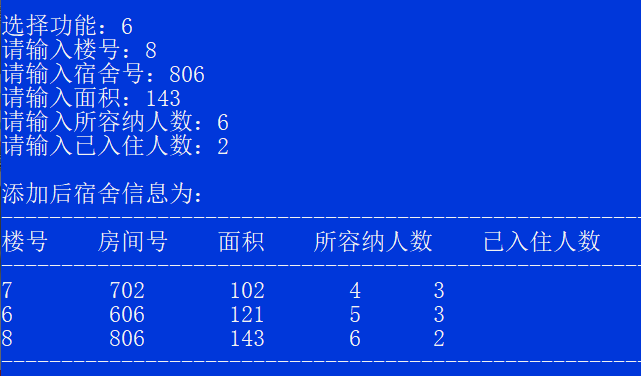 选择功能：6
请输入楼号：8
请输入宿舍号：806
请输入面积：143
请输入所容纳人数：6
请输入已入住人数：2
添加后宿舍信息为：
------------------------------------------------------
楼号    房间号    面积    所容纳人数    已入住人数
------------------------------------------------------
7        702       102       4      3
6        606       121       5      3
8        806       143       6      2
------------------------------------------------------